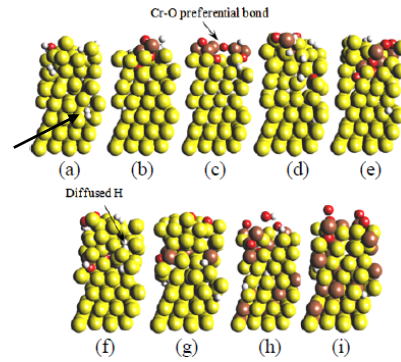 Cr-O preferential bond
(a) (b) (c) (d) (e)
Diffused H
(f) (g) (h) (i)